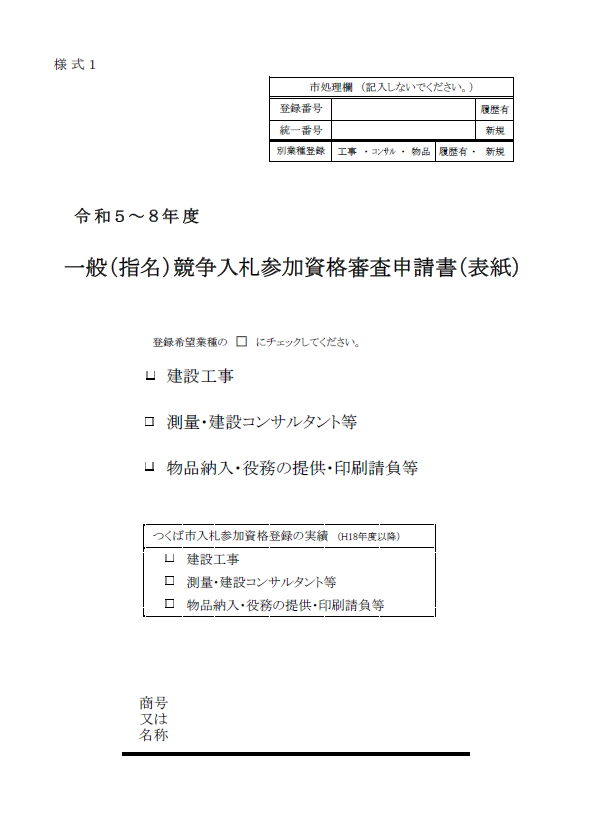 様式1
市処理欄 (記入しないでください。)
登録番号 履歴有
統一番号 新規
別業種登録 工事 ・ コンサル ・ 物品 履歴有 ・ 新規
令和5～8年度
一般(指名)競争入札参加資格審査申請書(表紙)
登録希望業種の □ にチェックしてください。
□ 建設工事
□ 測量・建設コンサルタント等
□ 物品納入・役務の提供・印刷請負等
つくば市入札参加資格登録の実績 (H18年度以降)
□ 建設工事
□ 測量・建設コンサルタント等
□ 物品納入・役務の提供・印刷請負等
商号
又は
名称